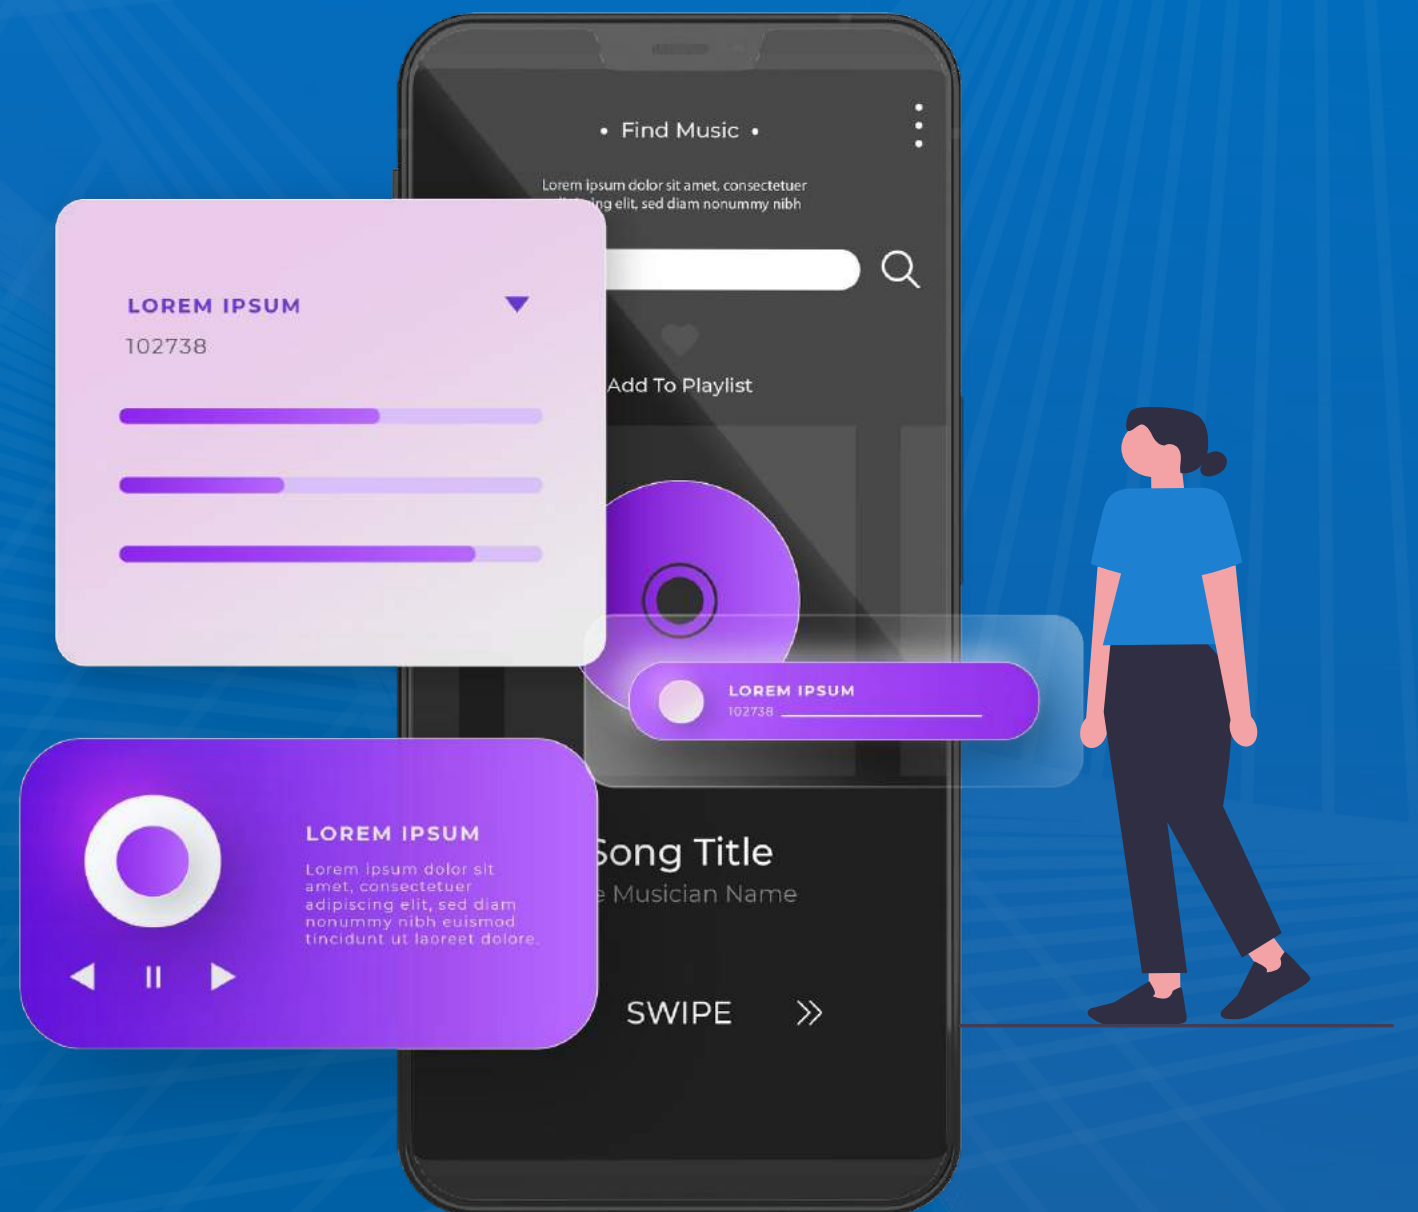 • Find Music •
Lorem ipsum dolor sit amet, consectetuer
elit, sed diam nonummy nibh
LOREM IPSUM
102738
Add To Playlist
LOREM IPSUM
102738
LOREM IPSUM
Lorem ipsum dolor sit
amet, consectetuer
adipiscing elit, sed diam
nonummy nibh euismod
tincidunt ut laoreet dolore.
Song Title
Musician Name
SWIPE